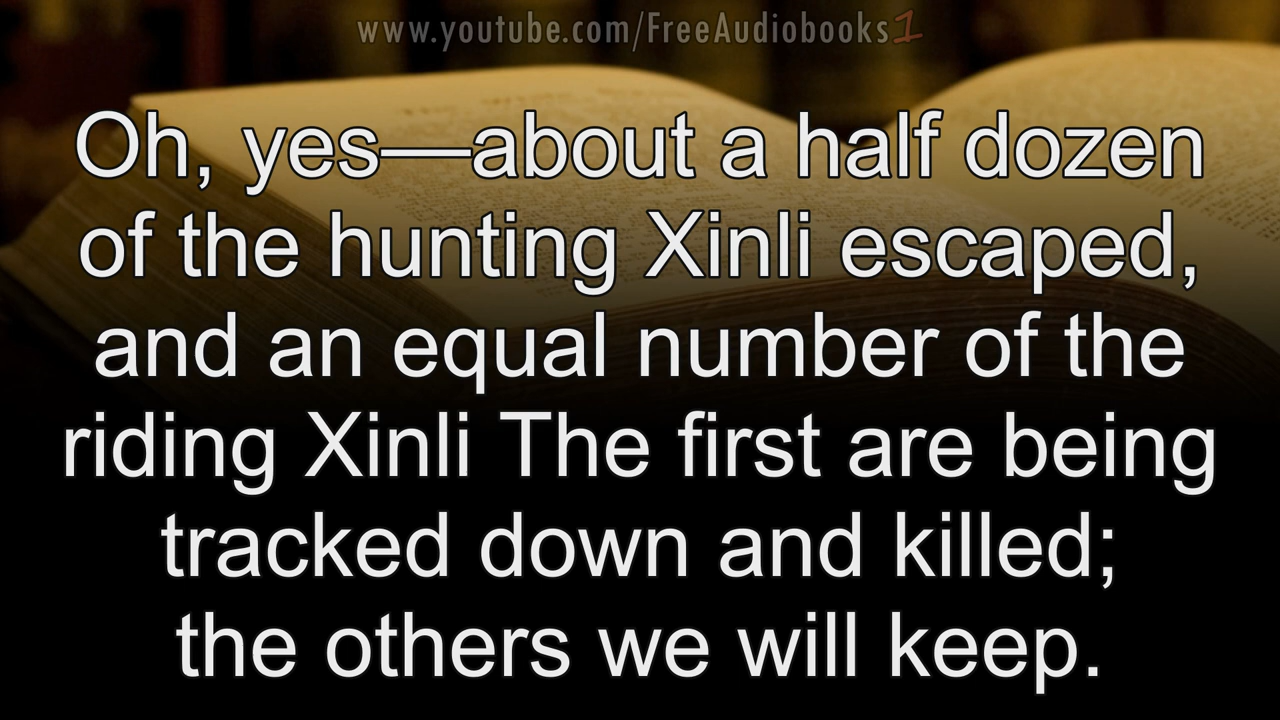 www.youtube.com/FreeAudiobooks1
Oh, yes—about a half dozen
of the hunting Xinli escaped,
and an equal number of the
riding Xinli The first are being
tracked down and killed;
the others we will keep.